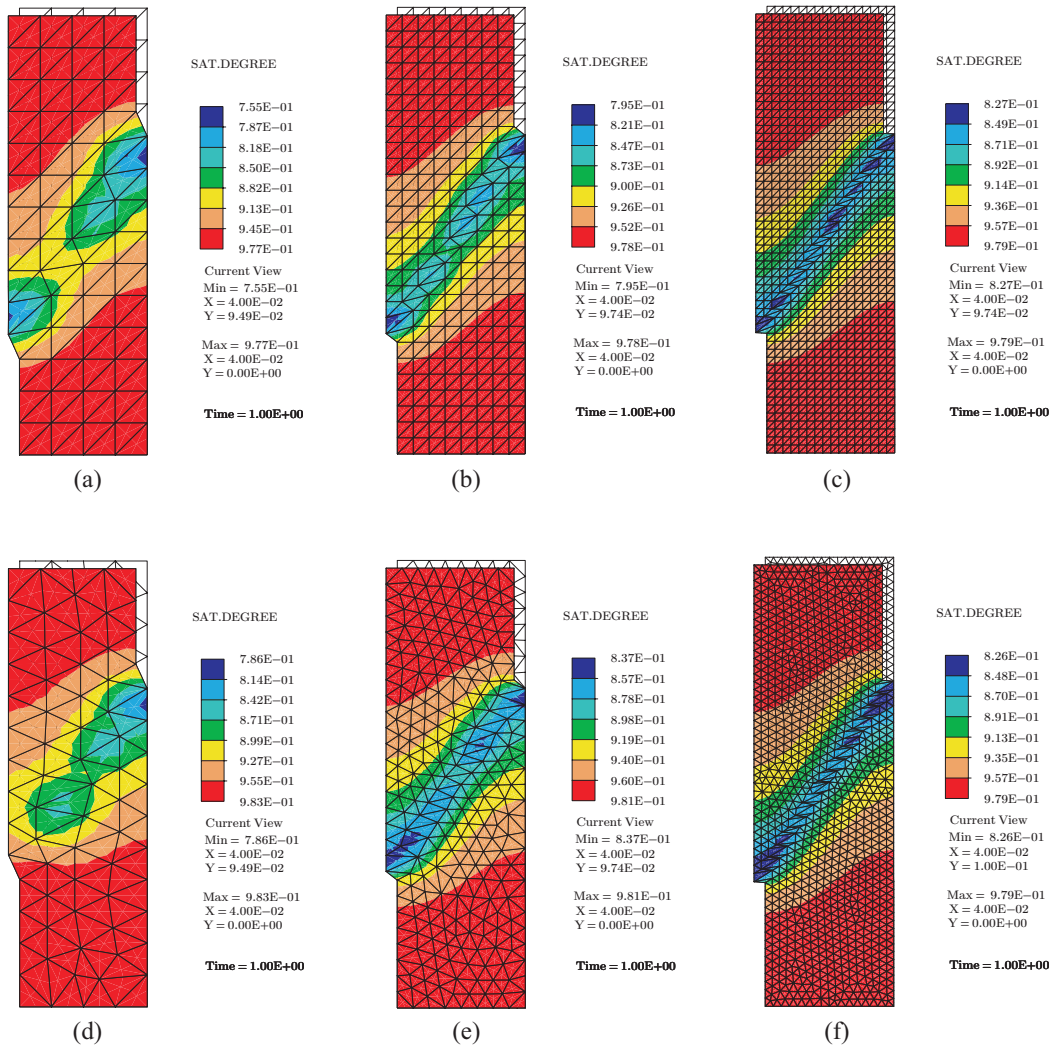 SAT.DEGREE
7.55E−01
7.87E−01
8.18E−01
8.50E−01
8.82E−01
9.13E−01
9.45E−01
9.77E−01
Current View
Min = 7.55E−01
X = 4.00E−02
Y = 9.49E−02
Max = 9.77E−01
X = 4.00E−02
Y = 0.00E+00
Time = 1.00E+00
(a)
SAT.DEGREE
7.95E−01
8.21E−01
8.47E−01
8.73E−01
9.00E−01
9.26E−01
9.52E−01
9.78E−01
Current View
Min = 7.95E−01
X = 4.00E−02
Y = 9.74E−02
Max = 9.78E−01
X = 4.00E−02
Y = 0.00E+00
Time = 1.00E+00
(b)
SAT.DEGREE
8.27E−01
8.49E−01
8.71E−01
8.92E−01
9.14E−01
9.36E−01
9.57E−01
9.79E−01
Current View
Min = 8.27E−01
X = 4.00E−02
Y = 9.74E−02
Max = 9.79E−01
X = 4.00E−02
Y = 0.00E+00
Time = 1.00E+00
(c)
SAT.DEGREE
7.86E−01
8.14E−01
8.42E−01
8.71E−01
8.99E−01
9.27E−01
9.55E−01
9.83E−01
Current View
Min = 7.86E−01
X = 4.00E−02
Y = 9.49E−02
Max = 9.83E−01
X = 4.00E−02
Y = 0.00E+00
Time = 1.00E+00
(d)
SAT.DEGREE
8.37E−01
8.57E−01
8.78E−01
8.98E−01
9.19E−01
9.40E−01
9.60E−01
9.81E−01
Current View
Min = 8.37E−01
X = 4.00E−02
Y = 9.74E−02
Max = 9.81E−01
X = 4.00E−02
Y = 0.00E+00
Time = 1.00E+00
(e)
SAT.DEGREE
8.26E−01
8.48E−01
8.70E−01
8.91E−01
9.13E−01
9.35E−01
9.57E−01
9.79E−01
Current View
Min = 8.26E−01
X = 4.00E−02
Y = 1.00E−01
Max = 9.79E−01
X = 4.00E−02
Y = 0.00E+00
Time = 1.00E+00
(f)